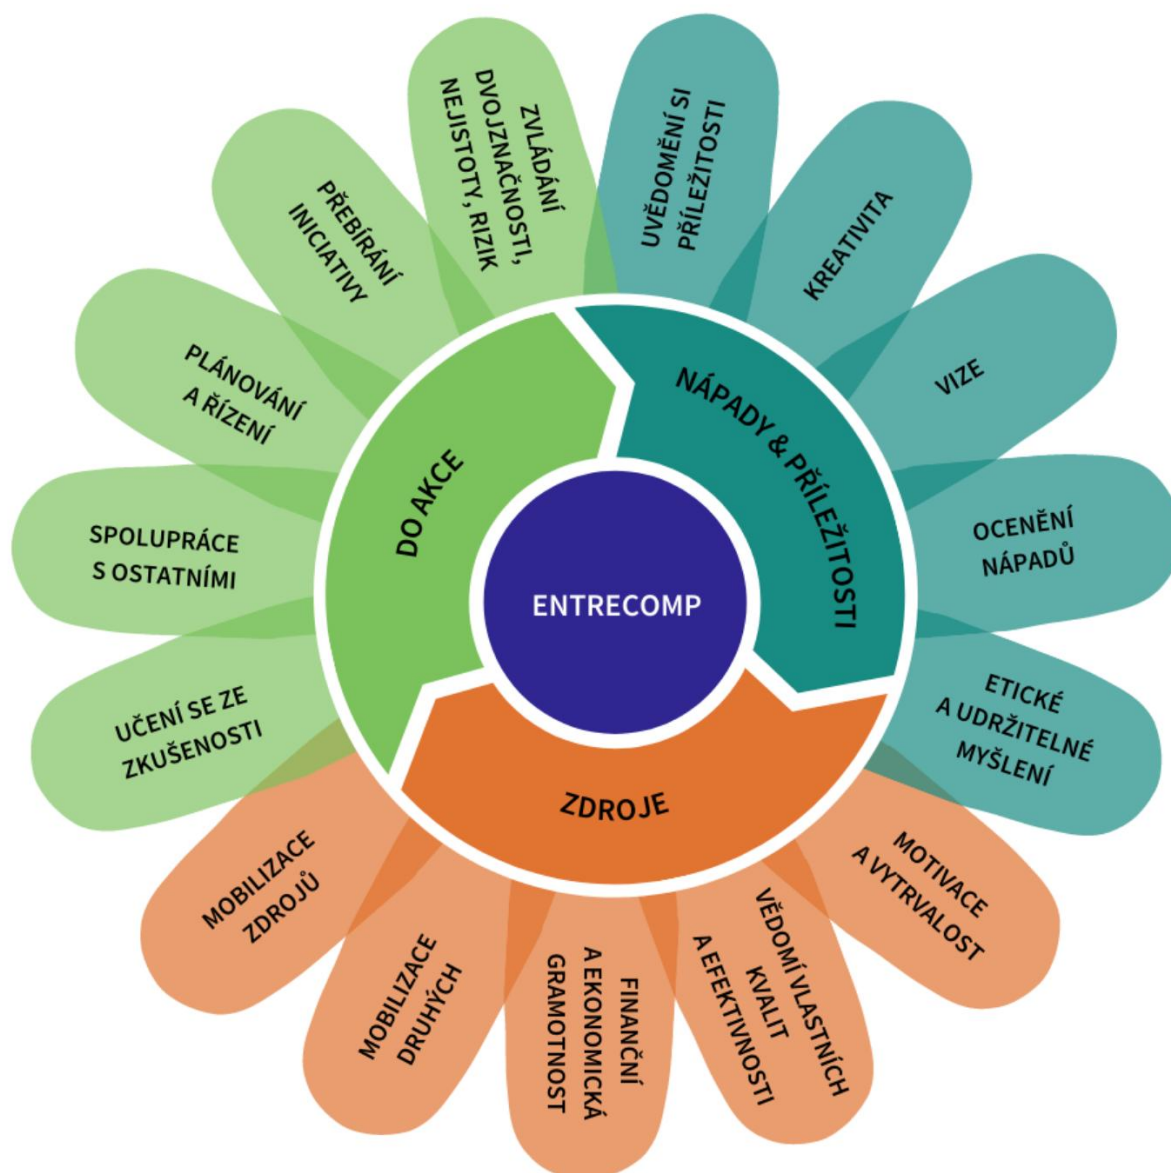 ENTRECOMP
NÁPADY & PŘÍLEŽITOSTI
UVĚDOMĚNÍ SI
PŘÍLEŽITOSTI
KREATIVITA
VIZE
OCENĚNÍ
NÁPADŮ
ETICKÉ
A UDRŽITELNÉ
MYŠLENÍ
ZDROJE
MOTIVACE
A VYTRVALOST
VĚDOMÍ VLASTNÍCH
KVALIT
A EFEKTIVNOSTI
FINANČNÍ
A EKONOMICKÁ
GRAMOTNOST
MOBILIZACE
DRUHÝCH
MOBILIZACE
ZDROJŮ
DO AKCE
UČENÍ SE ZE
ZKUŠENOSTI
SPOLUPRÁCE
S OSTATNÍMI
PLÁNOVÁNÍ
A ŘÍZENÍ
PŘEBÍRÁNÍ
INICIATIVY
ZVLÁDÁNÍ
DVOJZNAČNOSTI,
NEJISTOTY, RIZIK